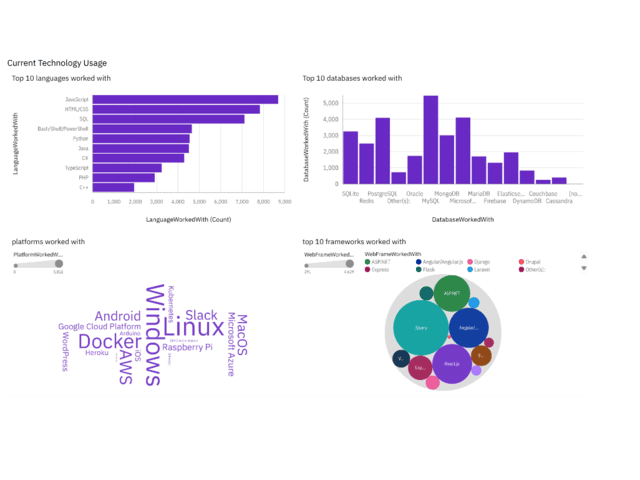 Current Technology Usage
Top 10 languages worked with
LanguageWorkedWith
JavaScript
HTML/CSS
SQL
Bash/Shell/PowerShell
Python
Java
C#
TypeScript
PHP
C++
0 1,000 2,000 3,000 4,000 5,000 6,000 7,000 8,000 9,000
LanguageWorkedWith (Count)
Top 10 databases worked with
DatabaseWorkedWith (Count)
5,000
4,000
3,000
2,000
1,000
0
SQLite PostgreSQL Oracle MongoDB MariaDB Elasticse... Couchbase (no...
Redis Other(s): MySQL Microsof... Firebase DynamoDB Cassandra
DatabaseWorkedWith
platforms worked with
PlatformWorkedW...
0
Windows
Linux
Docker
AWS
Android
Slack
MacOS
Microsoft Azure
Google Cloud Platform
Raspberry Pi
WordPress
Kubernetes
Heroku
iOS
Arduino
top 10 frameworks worked with
WebFrameWorked...
WebFrameWorkedWith
ASP.NET Angular/Angular.js Django Drupal
Express Flask Laravel Other(s):
ASP.NET
jQuery
Angular...
React.js
Exp...
V...
S...